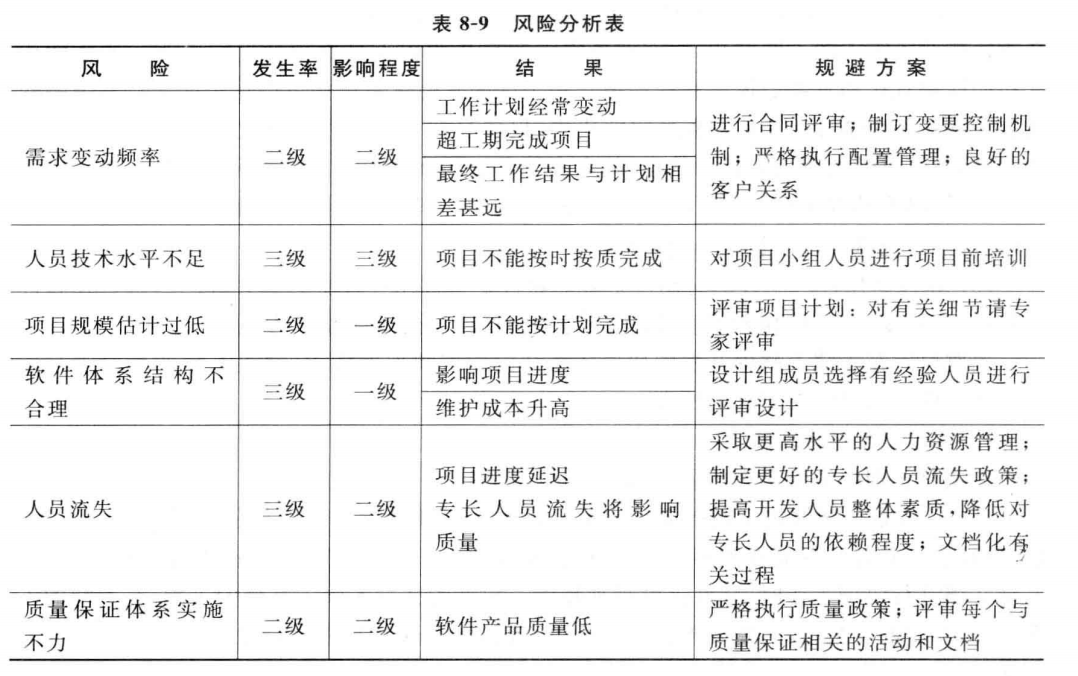 表 8-9 风险分析表
风 险 发生率 影响程度 结 果 规避方案
需求变动频率 二级 二级
工作计划经常变动
超工期完成项目
最终工作结果与计划相
差甚远
进行合同评审；制订变更控制机
制；严格执行配置管理；良好的
客户关系
人员技术水平不足 三级 三级 项目不能按时按质完成 对项目小组人员进行项目前培训
项目规模估计过低 二级 一级 项目不能按计划完成
评审项目计划：对有关细节请专
家评审
软件体系结构不
合理
三级 一级
影响项目进度
维护成本升高
设计组成员选择有经验人员进行
评审设计
人员流失 三级 二级
项目进度延迟
专长人员流失将影响
质量
采取更高水平的人力资源管理；
制定更好的专长人员流失政策；
提高开发人员整体素质，降低对
专长人员的依赖程度；文档化有
关过程
质量保证体系实施
不力
二级 二级 软件产品质量低
严格执行质量政策；评审每个与
质量保证相关的活动和文档